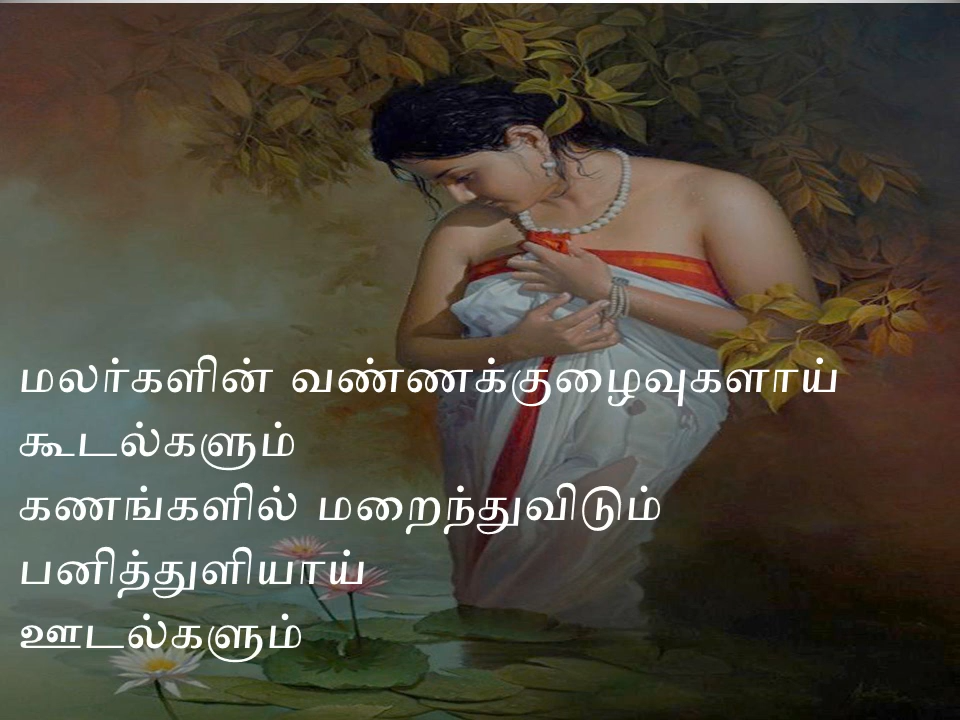 மலர்களின் வண்ணக்குழைவுகளாய்
கூடல்களும்
கணங்களில் மறைந்துவிடும்
பனித்துளியாய்
ஊடல்களும்